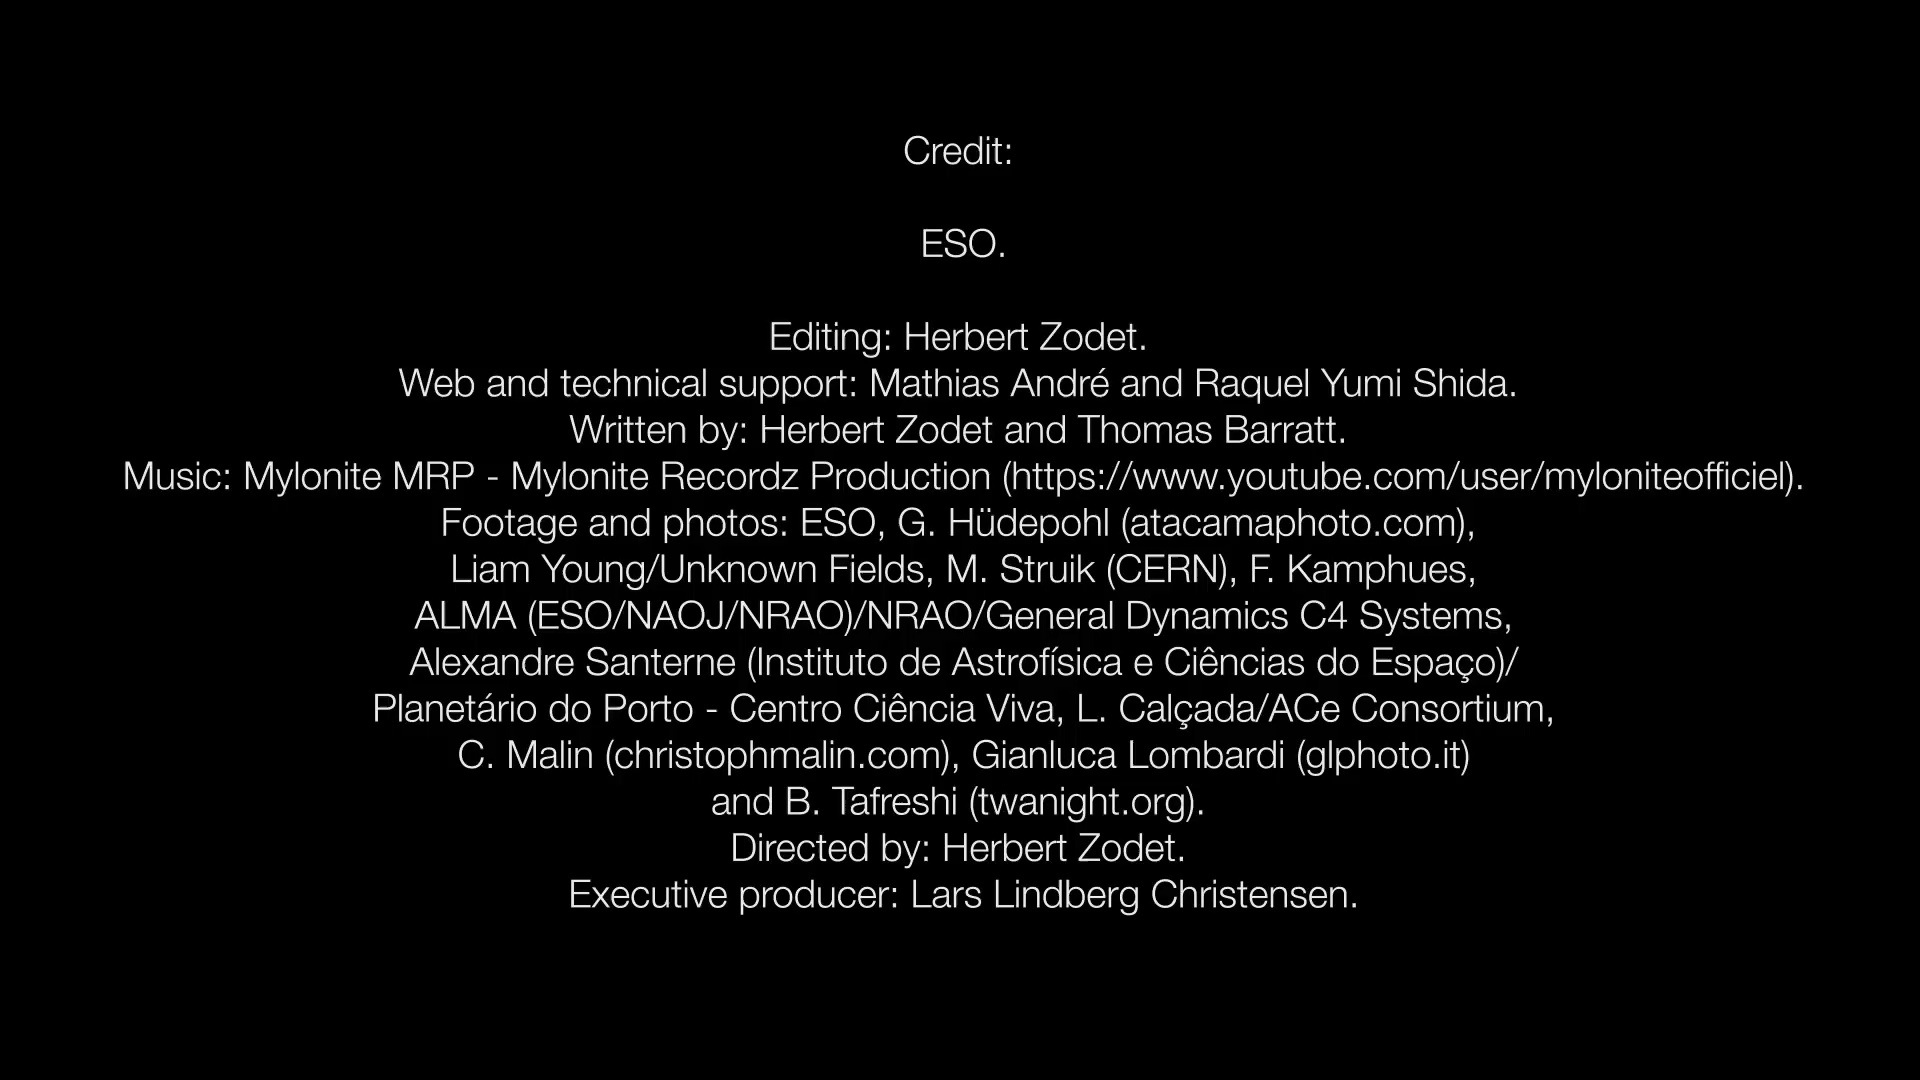 Credit:
ESO.
Editing: Herbert Zodet.
Web and technical support: Mathias André and Raquel Yumi Shida.
Written by: Herbert Zodet and Thomas Barratt.
Music: Mylonite MRP - Mylonite Recordz Production (https://www.youtube.com/user/myloniteofficiel).
Footage and photos: ESO, G. Hüdepohl (atacamaphoto.com),
Liam Young/Unknown Fields, M. Struik (CERN), F. Kamphues,
ALMA (ESO/NAOJ/NRAO)/NRAO/General Dynamics C4 Systems,
Alexandre Santerne (Instituto de Astrofísica e Ciências do Espaço)/
Planetário do Porto - Centro Ciência Viva, L. Calçada/ACe Consortium,
C. Malin (christophmalin.com), Gianluca Lombardi (glphoto.it)
and B. Tafreshi (twanight.org).
Directed by: Herbert Zodet.
Executive producer: Lars Lindberg Christensen.